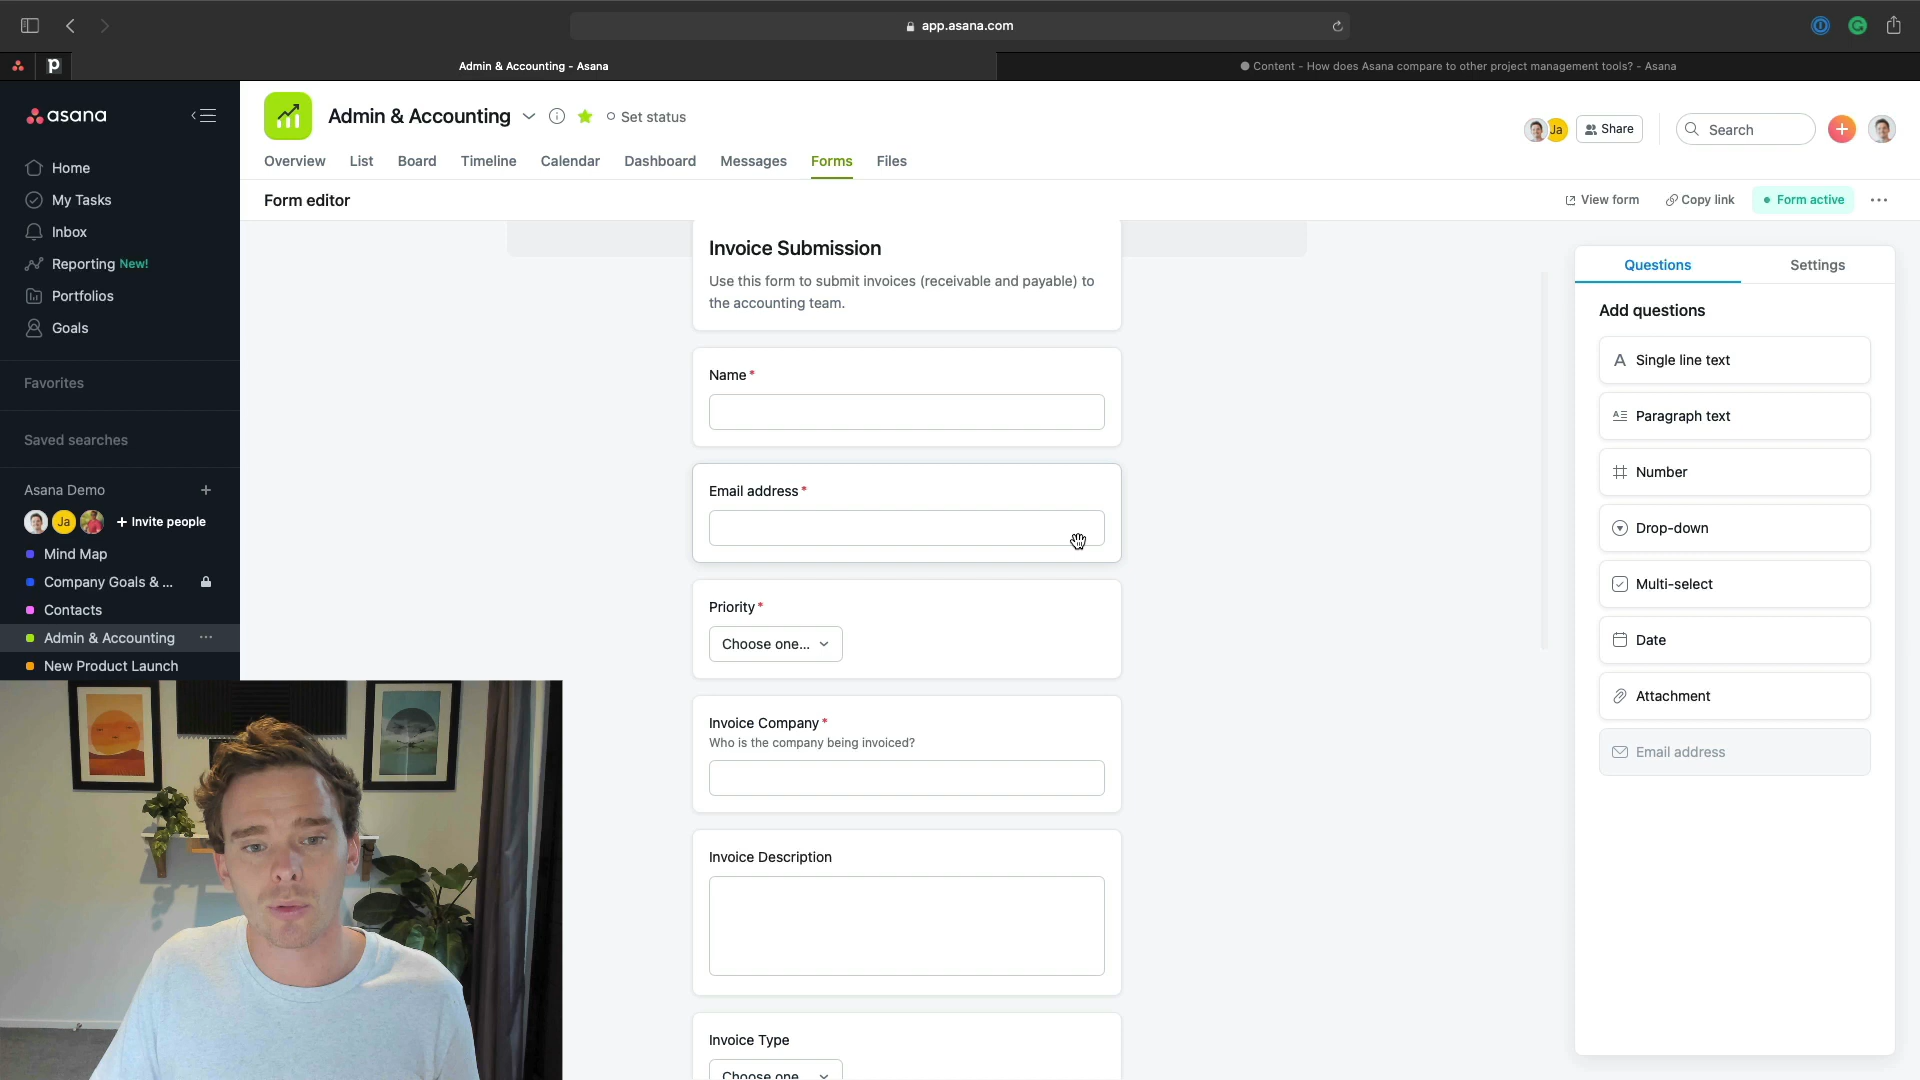 app.asana.com
p
Admin & Accounting - Asana
Content - How does Asana compare to other project management tools? - Asana
asana
Home
My Tasks
Inbox
Reporting New!
Portfolios
Goals
Favorites
Saved searches
Asana Demo
Ja
+ Invite people
Mind Map
Company Goals & ...
Contacts
Admin & Accounting
New Product Launch
Admin & Accounting
Set status
Ja
Share
Search
Overview
List
Board
Timeline
Calendar
Dashboard
Messages
Forms
Files
Form editor
View form
Copy link
Form active
Invoice Submission
Use this form to submit invoices (receivable and payable) to
the accounting team.
Name*
Email address*
Priority*
Choose one...
Invoice Company*
Who is the company being invoiced?
Invoice Description
Invoice Type
Choose one
Questions
Settings
Add questions
Single line text
Paragraph text
Number
Drop-down
Multi-select
Date
Attachment
Email address